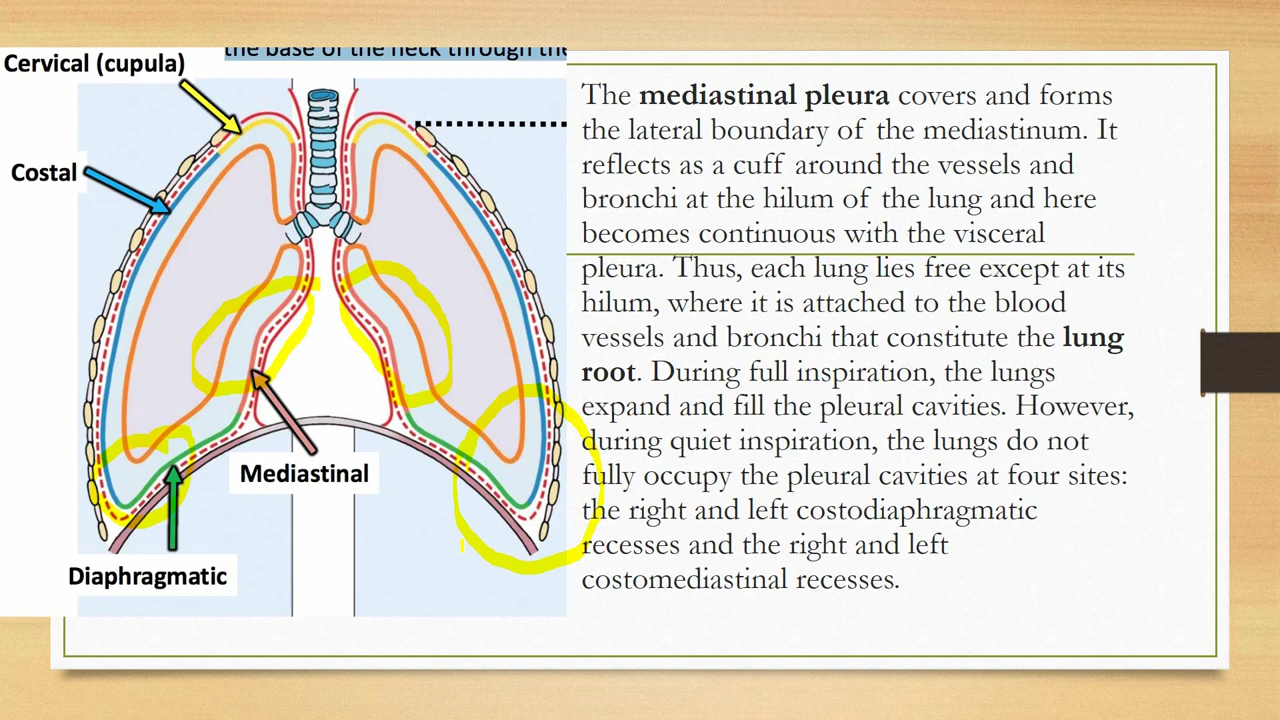 the base of the neck through the
Cervical (cupula)
Costal
Mediastinal
Diaphragmatic
The mediastinal pleura covers and forms
the lateral boundary of the mediastinum. It
reflects as a cuff around the vessels and
bronchi at the hilum of the lung and here
becomes continuous with the visceral
pleura. Thus, each lung lies free except at its
hilum, where it is attached to the blood
vessels and bronchi that constitute the lung
root. During full inspiration, the lungs
expand and fill the pleural cavities. However,
during quiet inspiration, the lungs do not
fully occupy the pleural cavities at four sites:
the right and left costodiaphragmatic
recesses and the right and left
costomediastinal recesses.